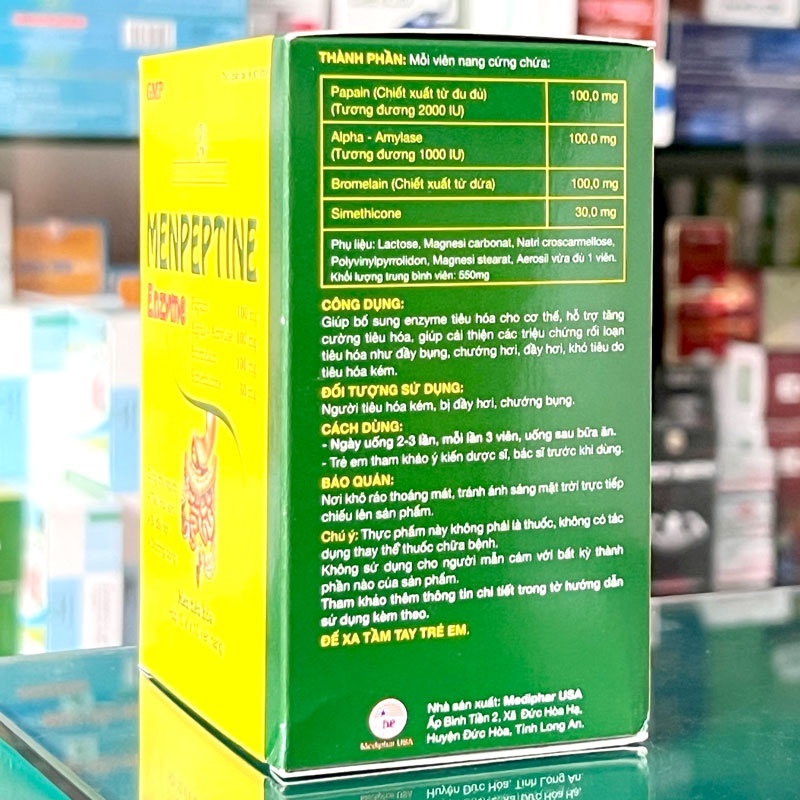 GMP
MENPEPTINE
Enzyme
100 mg
100 mg
100 mg
30 mg
THÀNH PHẦN: Mỗi viên nang cứng chứa:
Papain (Chiết xuất từ đu đủ) 100,0 mg
(Tương đương 2000 IU)
Alpha - Amylase 100,0 mg
(Tương đương 1000 IU)
Bromelain (Chiết xuất từ dứa) 100,0 mg
Simethicone 30,0 mg
Phụ liệu: Lactose, Magnesi carbonat, Natri croscarmellose,
Polyvinylpyrrolidon, Magnesi stearat, Aerosil vừa đủ 1 viên.
Khối lượng trung bình viên: 550mg
CÔNG DỤNG:
Giúp bổ sung enzyme tiêu hóa cho cơ thể, hỗ trợ tăng
cường tiêu hóa, giúp cải thiện các triệu chứng rối loạn
tiêu hóa như đầy bụng, chướng hơi, đầy hơi, khó tiêu do
tiêu hóa kém.
ĐỐI TƯỢNG SỬ DỤNG:
Người tiêu hóa kém, bị đầy hơi, chướng bụng.
CÁCH DÙNG:
- Ngày uống 2-3 lần, mỗi lần 3 viên, uống sau bữa ăn.
- Trẻ em tham khảo ý kiến dược sĩ, bác sĩ trước khi dùng.
BẢO QUẢN:
Nơi khô ráo thoáng mát, tránh ánh sáng mặt trời trực tiếp
chiếu lên sản phẩm.
Chú ý: Thực phẩm này không phải là thuốc, không có tác
dụng thay thế thuốc chữa bệnh.
Không sử dụng cho người mẫn cảm với bất kỳ thành
phần nào của sản phẩm.
Tham khảo thêm thông tin chi tiết trong tờ hướng dẫn
sử dụng kèm theo.
ĐỂ XA TẦM TAY TRẺ EM.
Mediphar USA
Nhà sản xuất: Mediphar USA
Ấp Bình Tiền 2, Xã Đức Hòa Hạ,
Huyện Đức Hòa, Tỉnh Long An.